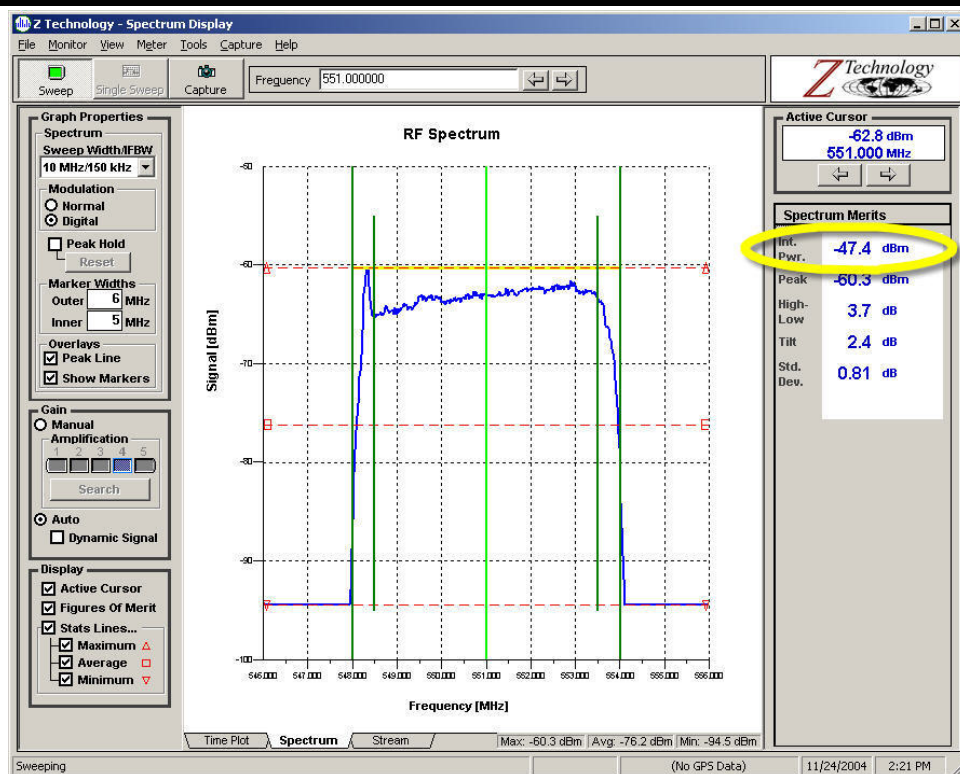 Z Technology - Spectrum Display
File Monitor View Meter Tools Capture Help
Sweep
Single Sweep
Capture
Frequency 551.000000
Z Technology
Graph Properties
Spectrum
Sweep Width/IFBW
10 MHz/150 kHz
Modulation
Normal
Digital
Peak Hold
Reset
Marker Widths
Outer 6 MHz
Inner 5 MHz
Overlays
Peak Line
Show Markers
Gain
Manual
Amplification
1 2 3 4 5
Search
Auto
Dynamic Signal
Display
Active Cursor
Figures Of Merit
Stats Lines...
Maximum
Average
Minimum
RF Spectrum
Signal [dBm]
-60
-60
-70
-80
-90
-100
546.000 547.000 548.000 549.000 550.000 551.000 552.000 553.000 554.000 555.000 556.000
Frequency [MHz]
Time Plot Spectrum Stream
Max: -60.3 dBm Avg: -76.2 dBm Min: -94.5 dBm
Active Cursor
-62.8 dBm
551.000 MHz
Spectrum Merits
Int. Pwr. -47.4 dBm
Peak -60.3 dBm
High-Low 3.7 dB
Tilt 2.4 dB
Std. Dev. 0.81 dB
Sweeping
(No GPS Data)
11/24/2004
2:21 PM